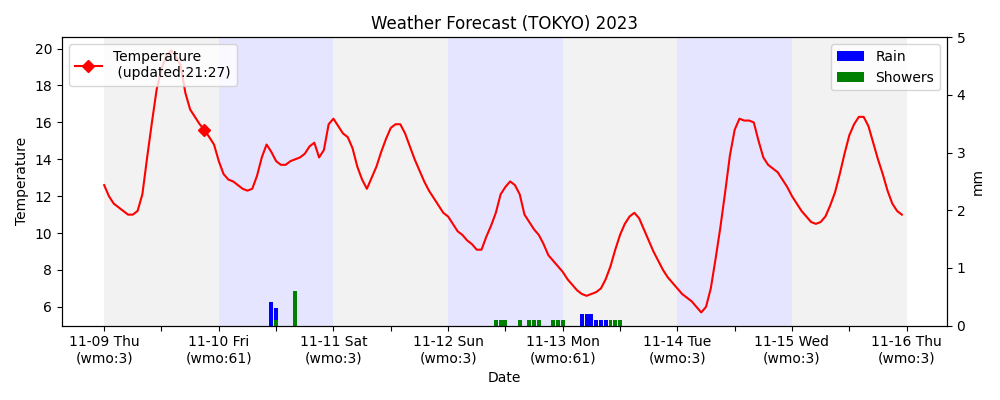 Weather Forecast (TOKYO) 2023
Temperature
(updated:21:27)
Rain
Showers
20
18
16
14
12
10
8
6
Temperature
5
4
3
2
1
0
mm
11-09 Thu
(wmo:3)
11-10 Fri
(wmo:61)
11-11 Sat
(wmo:3)
11-12 Sun
(wmo:3)
11-13 Mon
(wmo:61)
11-14 Tue
(wmo:3)
11-15 Wed
(wmo:3)
11-16 Thu
(wmo:3)
Date